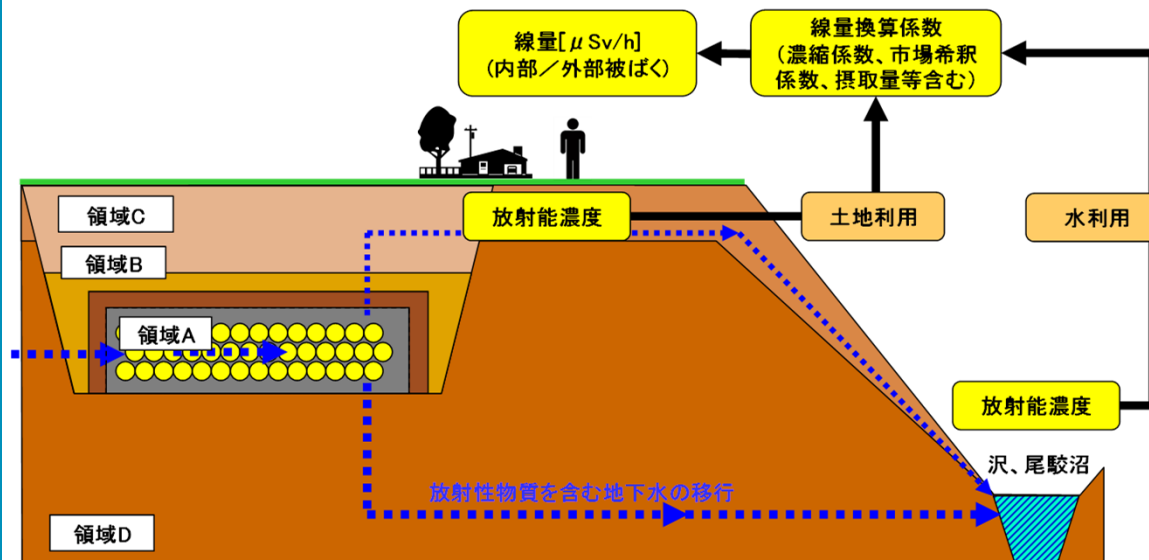 線量[μSv/h]
(内部／外部被ばく)
線量換算係数
(濃縮係数、市場希釈
係数、摂取量等含む)
領域C
放射能濃度
土地利用
水利用
領域B
領域A
放射能濃度
沢、尾駮沼
放射性物質を含む地下水の移行
領域D